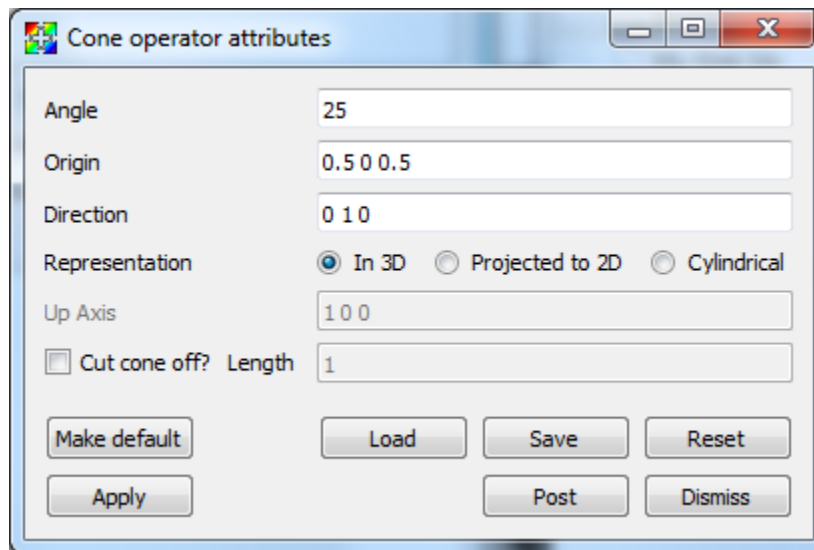 Cone operator attributes
Angle 25
Origin 0.5 0 0.5
Direction 0 1 0
Representation In 3D Projected to 2D Cylindrical
Up Axis 1 0 0
Cut cone off? Length 1
Make default Load Save Reset
Apply Post Dismiss